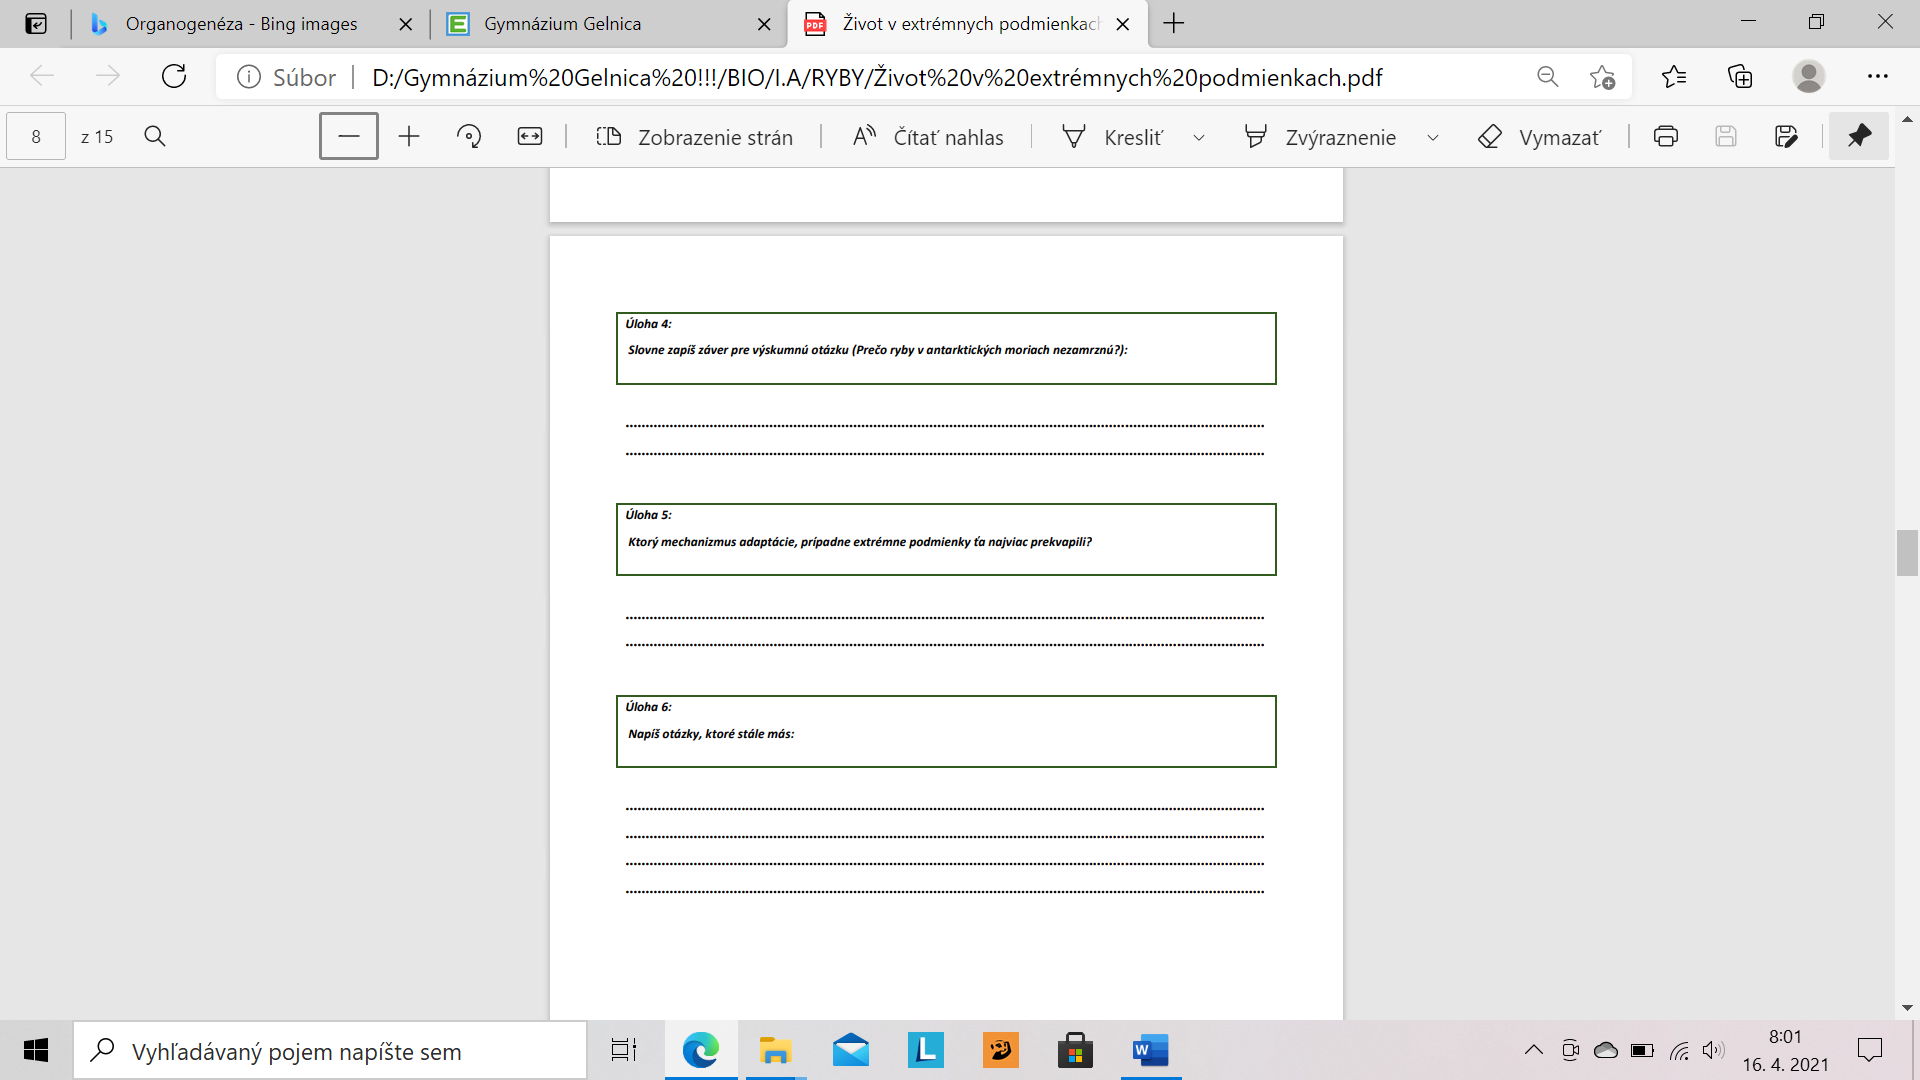 Organogenéza - Bing images
Gymnázium Gelnica
Život v extrémnych podmienkach
Súbor
D:/Gymnázium%20Gelnica%20!!!/BIO/I.A/RYBY/Život%20v%20extrémnych%20podmienkach.pdf
8
z 15
Zobrazenie strán
Čítať nahlas
Kresliť
Zvýraznenie
Vymazať
Úloha 4:
Slovne zapíš záver pre výskumnú otázku (Prečo ryby v antarktických moriach nezamrznú?):
Úloha 5:
Ktorý mechanizmus adaptácie, prípadne extrémne podmienky ťa najviac prekvapili?
Úloha 6:
Napíš otázky, ktoré stále más:
Vyhľadávaný pojem napíšte sem
8:01
16. 4. 2021